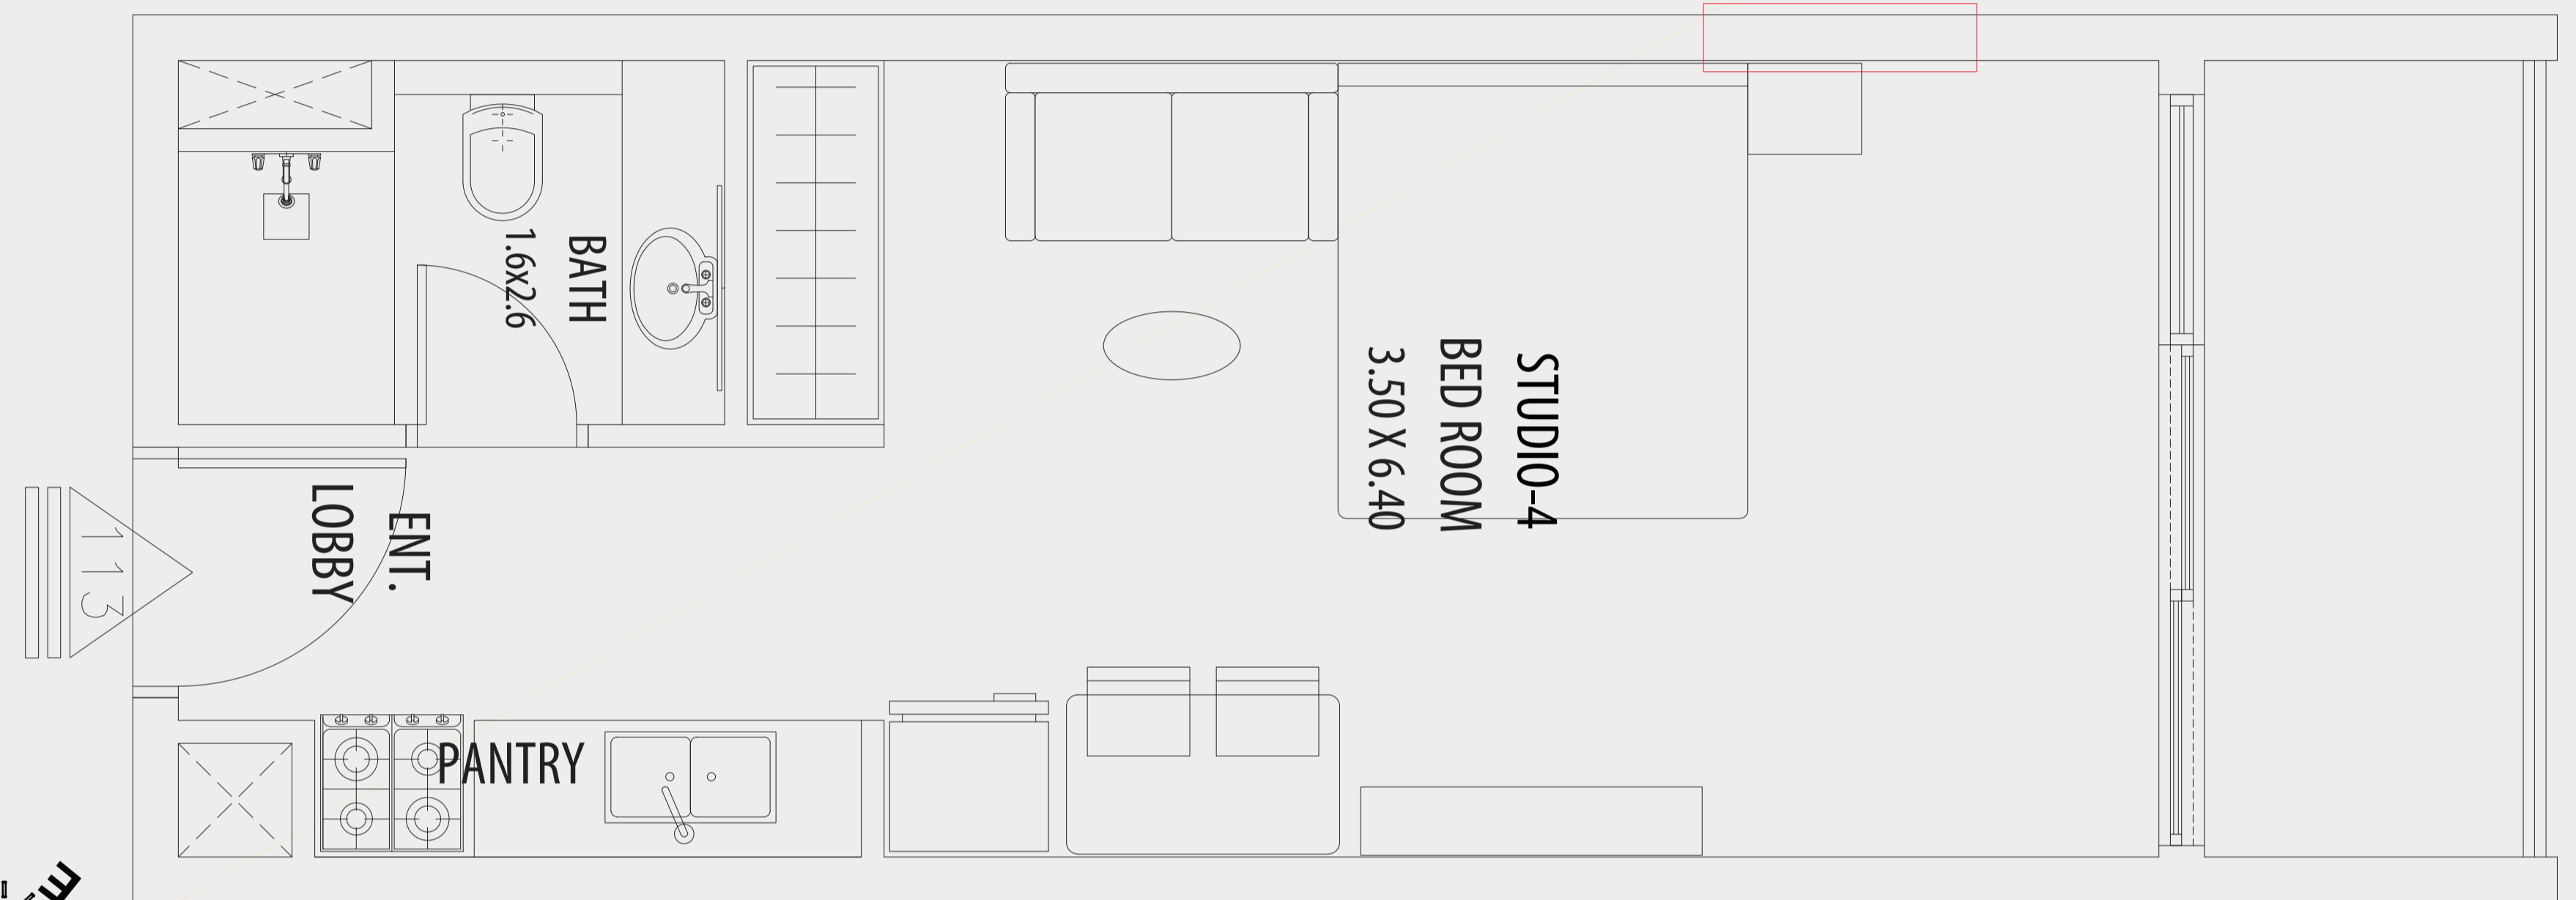 STUDIO-4
BED ROOM
3.50 X 6.40
BATH
1.6x2.6
ENT.
LOBBY
113
PANTRY